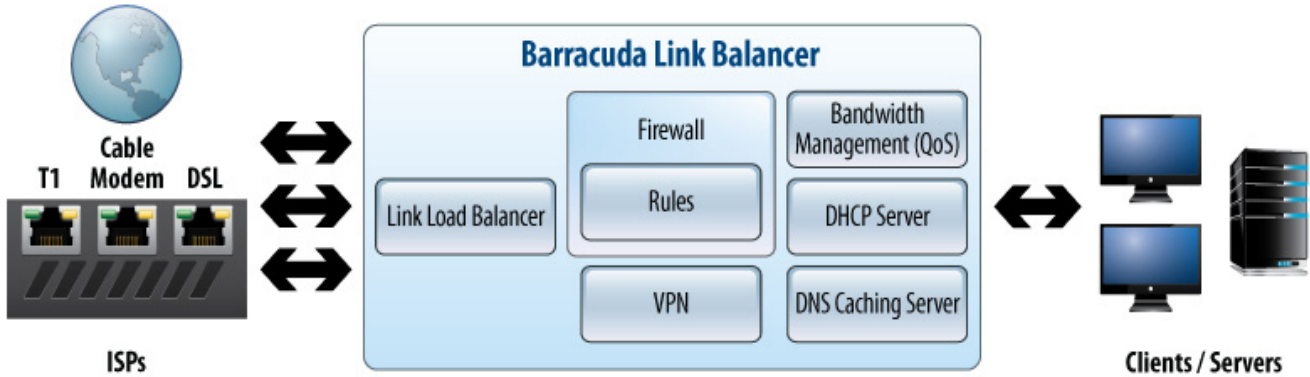 Barracuda Link Balancer
Cable
T1 Modem DSL
ISPs
Link Load Balancer
Firewall
Rules
VPN
Bandwidth
Management (QoS)
DHCP Server
DNS Caching Server
Clients / Servers